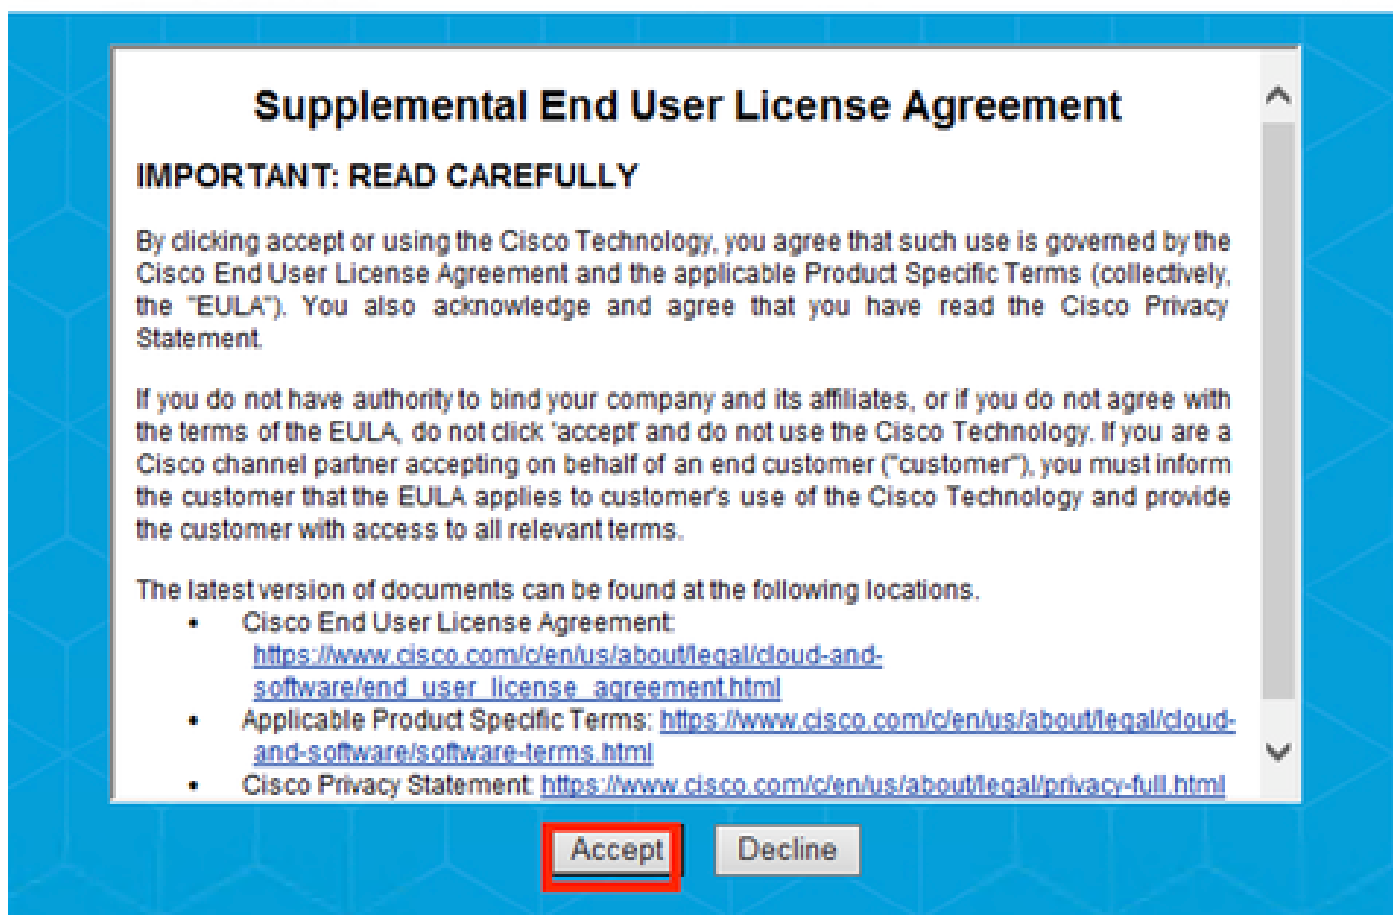 Supplemental End User License Agreement
IMPORTANT: READ CAREFULLY
By clicking accept or using the Cisco Technology, you agree that such use is governed by the
Cisco End User License Agreement and the applicable Product Specific Terms (collectively,
the "EULA"). You also acknowledge and agree that you have read the Cisco Privacy
Statement.
If you do not have authority to bind your company and its affiliates, or if you do not agree with
the terms of the EULA, do not click 'accept' and do not use the Cisco Technology. If you are a
Cisco channel partner accepting on behalf of an end customer ("customer"), you must inform
the customer that the EULA applies to customer's use of the Cisco Technology and provide
the customer with access to all relevant terms.
The latest version of documents can be found at the following locations.
• Cisco End User License Agreement:
https://www.cisco.com/c/en/us/about/legal/cloud-and-
software/end_user_license_agreement.html
• Applicable Product Specific Terms: https://www.cisco.com/c/en/us/about/legal/cloud-
and-software/software-terms.html
• Cisco Privacy Statement: https://www.cisco.com/c/en/us/about/legal/privacy-full.html
Accept Decline